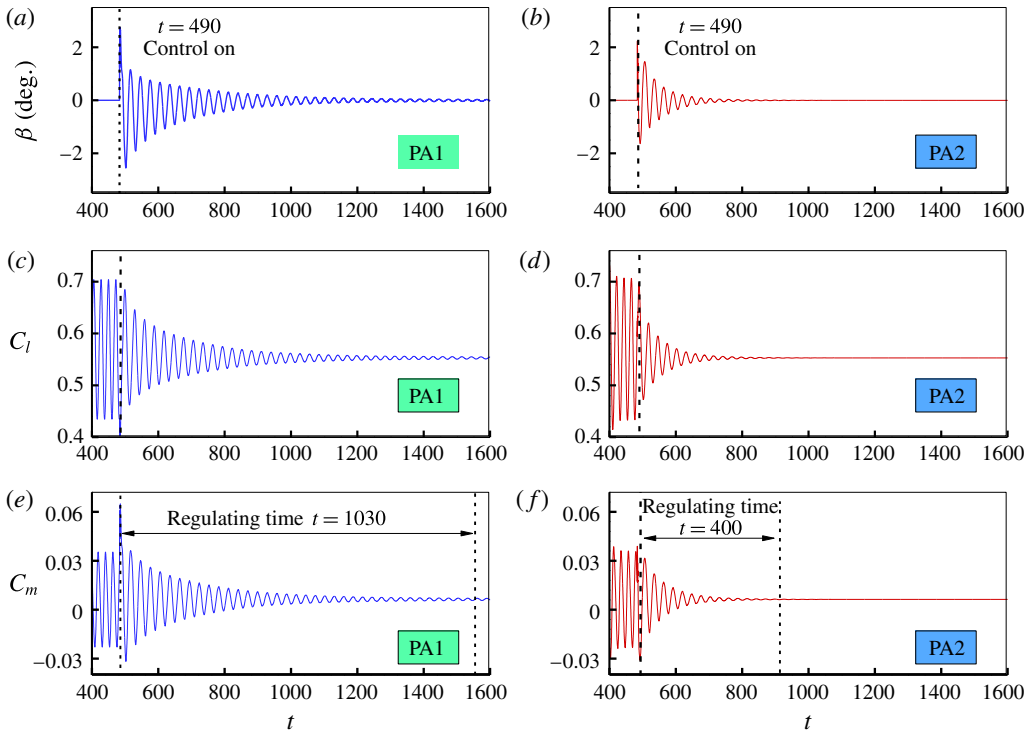 (a)
t = 490
Control on
β (deg.)
2
0
−2
PA1
400 600 800 1000 1200 1400 1600
(b)
t = 490
Control on
2
0
−2
PA2
400 600 800 1000 1200 1400 1600
(c)
C_l
0.7
0.6
0.5
0.4
PA1
400 600 800 1000 1200 1400 1600
(d)
0.7
0.6
0.5
0.4
PA2
400 600 800 1000 1200 1400 1600
(e)
Regulating time t = 1030
C_m
0.06
0.03
0
−0.03
PA1
400 600 800 1000 1200 1400 1600
t
(f)
Regulating time
t = 400
0.06
0.03
0
−0.03
PA2
400 600 800 1000 1200 1400 1600
t